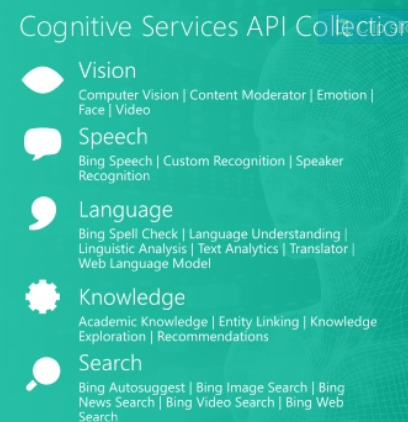 Cognitive Services API Collection
Vision
Computer Vision | Content Moderator | Emotion |
Face | Video
Speech
Bing Speech | Custom Recognition | Speaker
Recognition
Language
Bing Spell Check | Language Understanding |
Linguistic Analysis | Text Analytics | Translator |
Web Language Model
Knowledge
Academic Knowledge | Entity Linking | Knowledge
Exploration | Recommendations
Search
Bing Autosuggest | Bing Image Search | Bing
News Search | Bing Video Search | Bing Web
Search